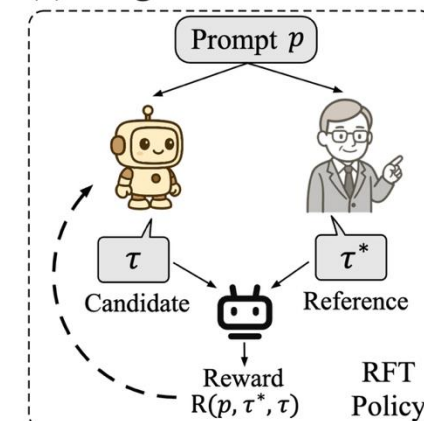 Prompt p
τ
τ*
Candidate
Reference
Reward
R(p, τ*, τ)
RFT
Policy